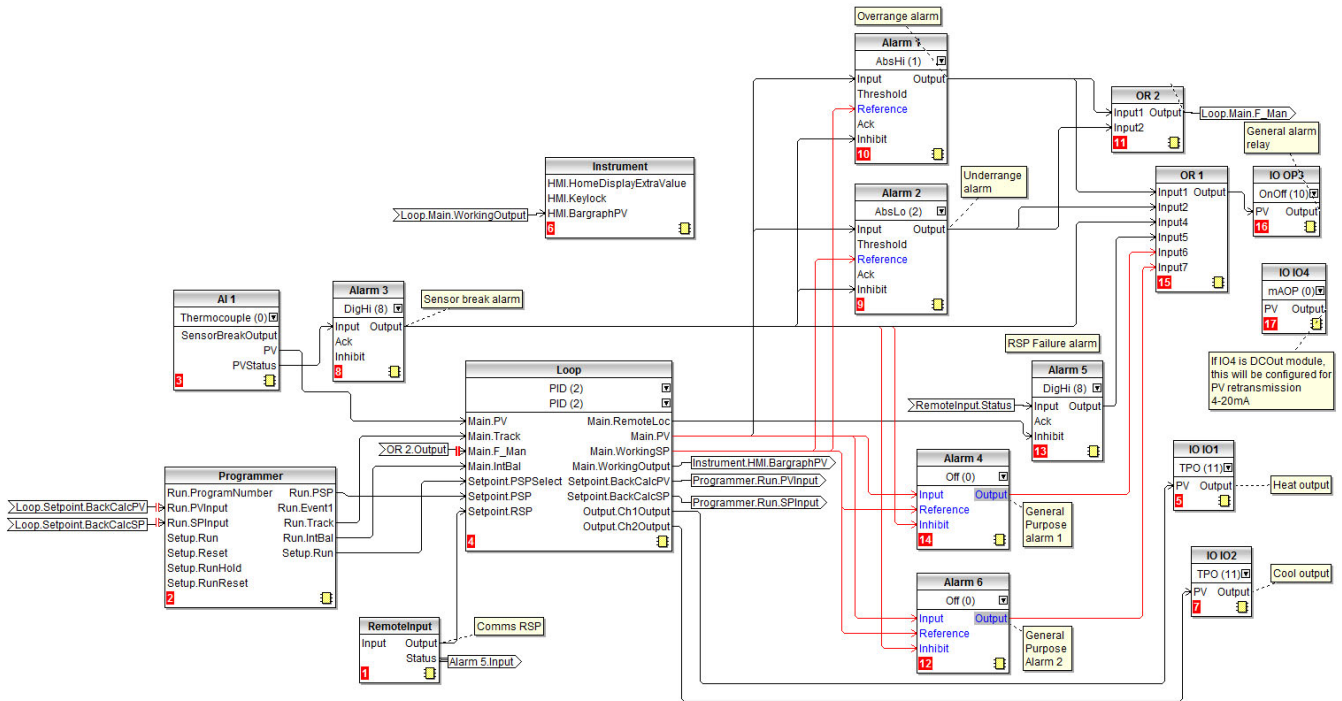 Overrange alarm
Alarm 1
AbsHi (1)
Input Output
Threshold
Reference
Ack
Inhibit
10
OR 2
Input1 Output
Input2
11
Loop.Main.F_Man
General alarm
relay
Instrument
HMI.HomeDisplayExtraValue
HMI.Keylock
HMI.BargraphPV
6
Loop.Main.WorkingOutput
Underrange
alarm
Alarm 2
AbsLo (2)
Input Output
Threshold
Reference
Ack
Inhibit
9
OR 1
Input1 Output
Input2
Input4
Input5
Input6
Input7
15
IO OP3
OnOff (10)
PV Output
16
IO IO4
mAOP (0)
PV Output
17
If IO4 is DCOut module,
this will be configured for
PV retransmission
4-20mA
AI 1
Thermocouple (0)
SensorBreakOutput
PV
PVStatus
3
Alarm 3
DigHi (8)
Input Output
Ack
Inhibit
8
Sensor break alarm
RSP Failure alarm
Alarm 5
DigHi (8)
Input Output
Ack
Inhibit
13
RemoteInput.Status
Loop
PID (2)
PID (2)
Main.PV Main.RemoteLoc
Main.Track Main.PV
Main.F_Man Main.WorkingSP
Main.IntBal Main.WorkingOutput
Setpoint.PSPSelect Setpoint.BackCalcPV
Setpoint.PSP Setpoint.BackCalcSP
Setpoint.RSP Output.Ch1Output
Output.Ch2Output
4
OR 2.Output
Instrument.HMI.BargraphPV
Programmer.Run.PVInput
Programmer.Run.SPInput
Programmer
Run.ProgramNumber Run.PSP
Run.PVInput Run.Event1
Run.SPInput Run.Track
Setup.Run Run.IntBal
Setup.Reset Setup.Run
Setup.RunHold
Setup.RunReset
2
Loop.Setpoint.BackCalcPV
Loop.Setpoint.BackCalcSP
Alarm 4
Off (0)
Input Output
Reference
Inhibit
14
General
Purpose
alarm 1
IO IO1
TPO (11)
PV Output
5
Heat output
IO IO2
TPO (11)
PV Output
7
Cool output
Alarm 6
Off (0)
Input Output
Reference
Inhibit
12
General
Purpose
Alarm 2
RemoteInput
Input Output
Status
1
Comms RSP
Alarm 5.Input